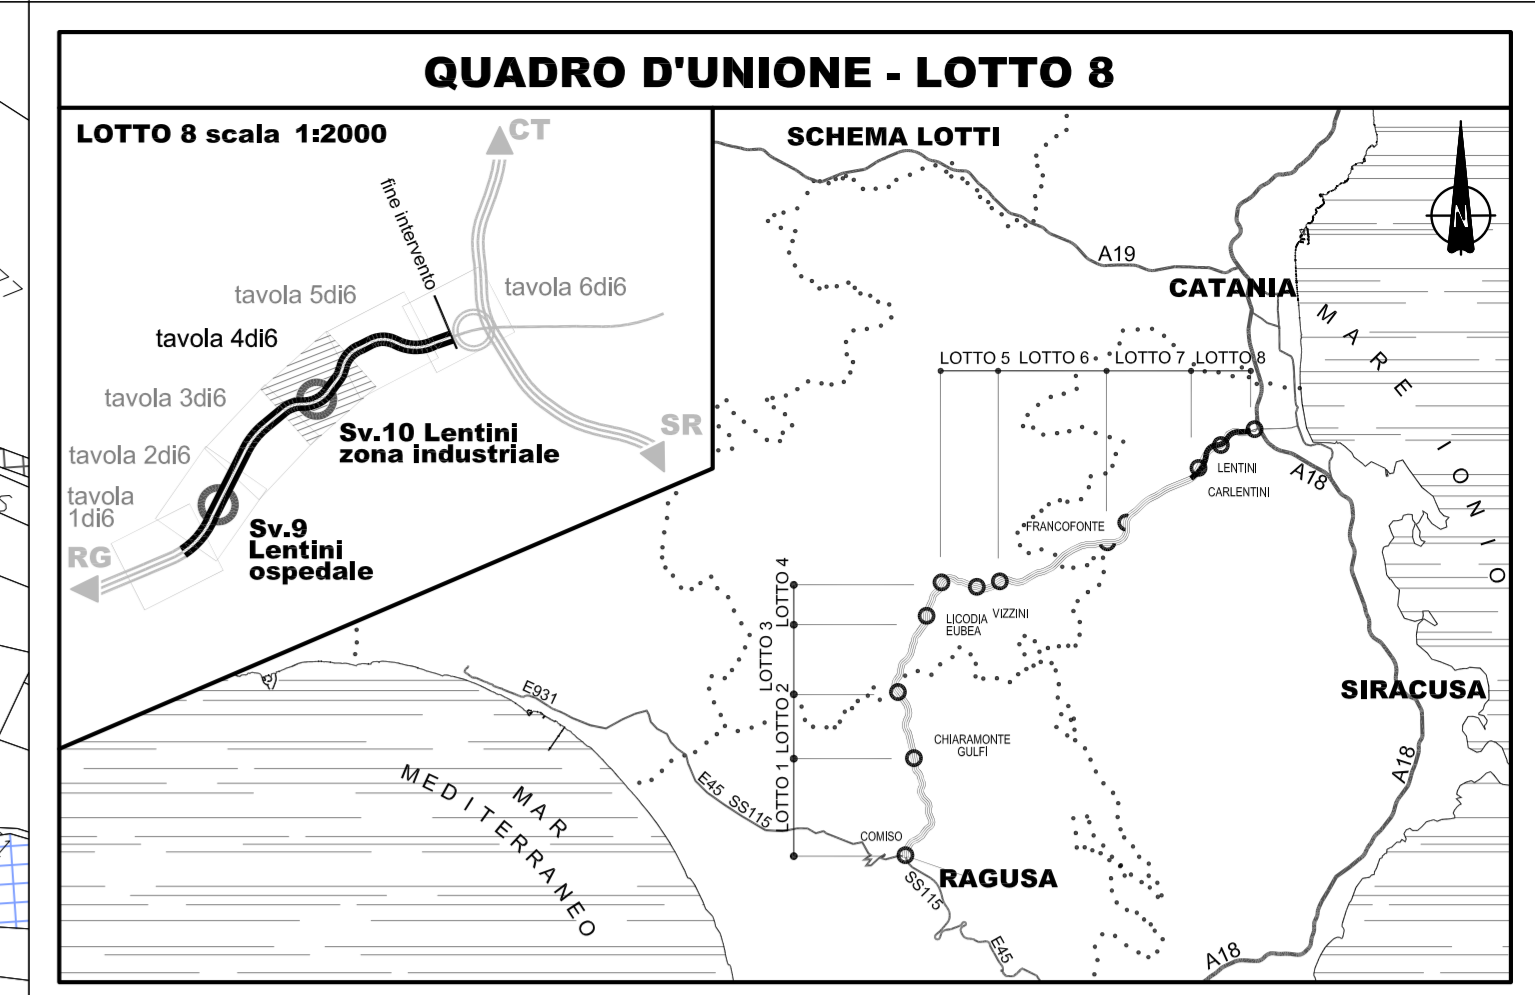 QUADRO D'UNIONE - LOTTO 8
LOTTO 8 scala 1:2000
CT
fine intervento
tavola 5di6
tavola 6di6
tavola 4di6
tavola 3di6
Sv.10 Lentini
zona industriale
SR
tavola 2di6
tavola
1di6
Sv.9
Lentini
ospedale
RG
SCHEMA LOTTI
N
A19
CATANIA
MARE IONIO
LOTTO 5
LOTTO 6
LOTTO 7
LOTTO 8
LENTINI
CARLENTINI
A18
FRANCOFONTE
LOTTO 4
LOTTO 3
LOTTO 2
LOTTO 1
LICODIA
EUBEA
VIZZINI
SIRACUSA
E931
CHIARAMONTE
GULFI
A18
MAR
MEDITERRANEO
E45 SS115
COMISO
RAGUSA
SS115
E45
A18